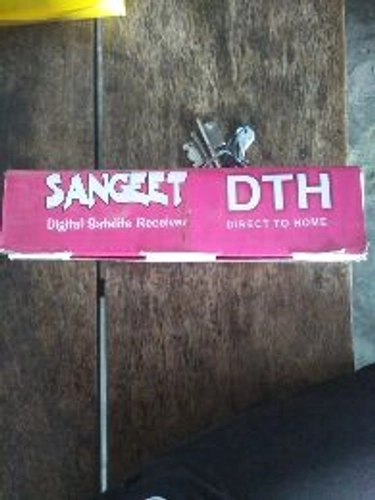 SANGEET
Digital Satellite Receiver
DTH
DIRECT TO HOME